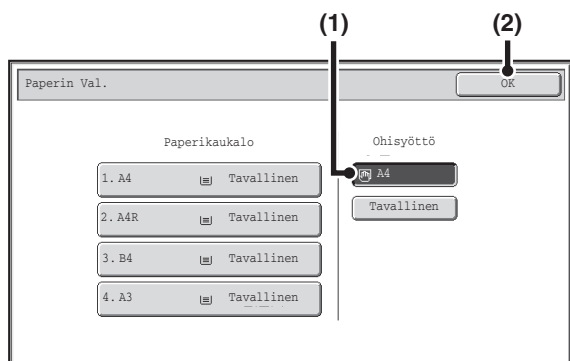 (1) (2)
Paperin Val. OK
Paperikaukalo Ohisyöttö
1. A4 Tavallinen A4
2. A4R Tavallinen Tavallinen
3. B4 Tavallinen
4. A3 Tavallinen